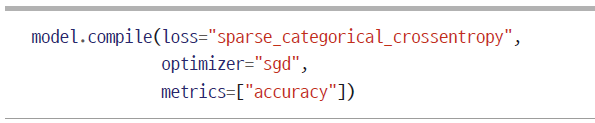 model.compile(loss="sparse_categorical_crossentropy",
              optimizer="sgd",
              metrics=["accuracy"])